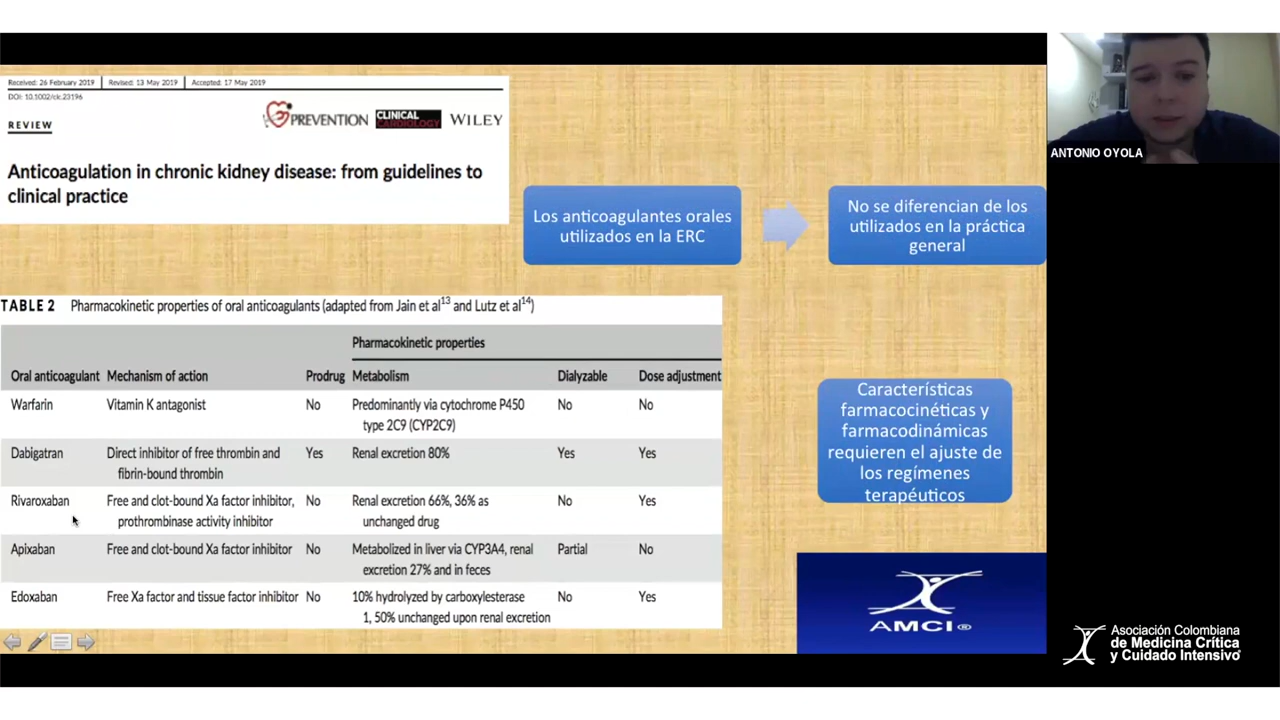 Received: 26 February 2019 | Revised: 13 May 2019 | Accepted: 17 May 2019
DOI: 10.1002/clc.23196
REVIEW
PREVENTION CLINICAL CARDIOLOGY WILEY
Anticoagulation in chronic kidney disease: from guidelines to
clinical practice
ANTONIO OYOLA
Los anticoagulantes orales
utilizados en la ERC
No se diferencian de los
utilizados en la práctica
general
TABLE 2 Pharmacokinetic properties of oral anticoagulants (adapted from Jain et al13 and Lutz et al14)
Pharmacokinetic properties
Oral anticoagulant Mechanism of action Prodrug Metabolism Dialyzable Dose adjustment
Warfarin Vitamin K antagonist No Predominantly via cytochrome P450 No No
type 2C9 (CYP2C9)
Dabigatran Direct inhibitor of free thrombin and Yes Renal excretion 80% Yes Yes
fibrin-bound thrombin
Rivaroxaban Free and clot-bound Xa factor inhibitor, No Renal excretion 66%, 36% as No Yes
prothrombinase activity inhibitor unchanged drug
Apixaban Free and clot-bound Xa factor inhibitor No Metabolized in liver via CYP3A4, renal Partial No
excretion 27% and in feces
Edoxaban Free Xa factor and tissue factor inhibitor No 10% hydrolyzed by carboxylesterase No Yes
1, 50% unchanged upon renal excretion
Características
farmacocinéticas y
farmacodinámicas
requieren el ajuste de
los regímenes
terapéuticos
AMCI®
Asociación Colombiana
de Medicina Crítica
y Cuidado Intensivo®